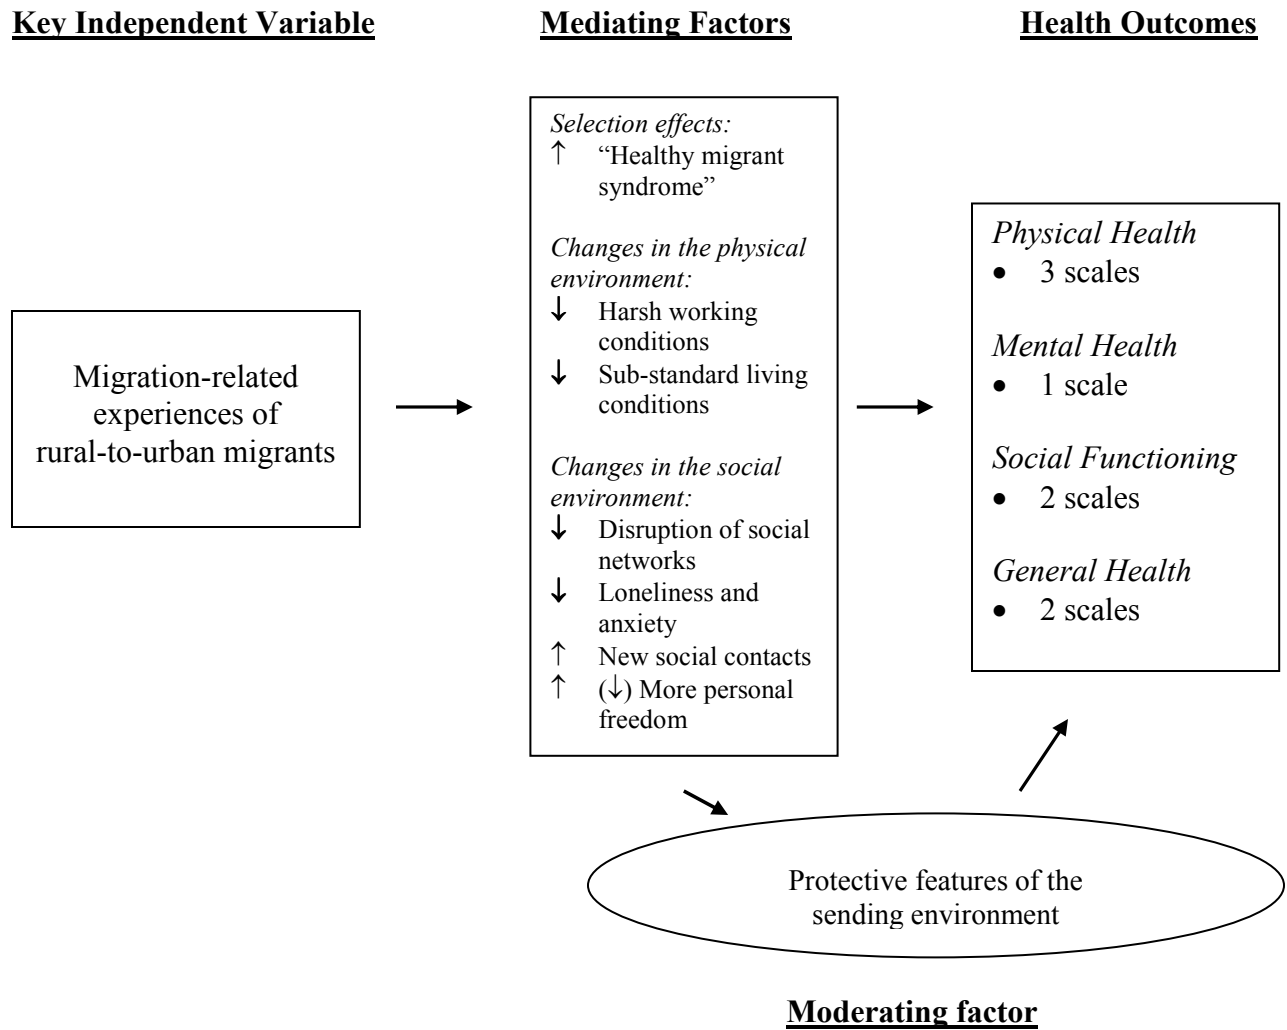 Key Independent Variable
Mediating Factors
Health Outcomes
Migration-related
experiences of
rural-to-urban migrants
Selection effects:
↑ “Healthy migrant
syndrome”
Changes in the physical
environment:
↓ Harsh working
conditions
↓ Sub-standard living
conditions
Changes in the social
environment:
↓ Disruption of social
networks
↓ Loneliness and
anxiety
↑ New social contacts
↑ (↓) More personal
freedom
Physical Health
• 3 scales
Mental Health
• 1 scale
Social Functioning
• 2 scales
General Health
• 2 scales
Protective features of the
sending environment
Moderating factor